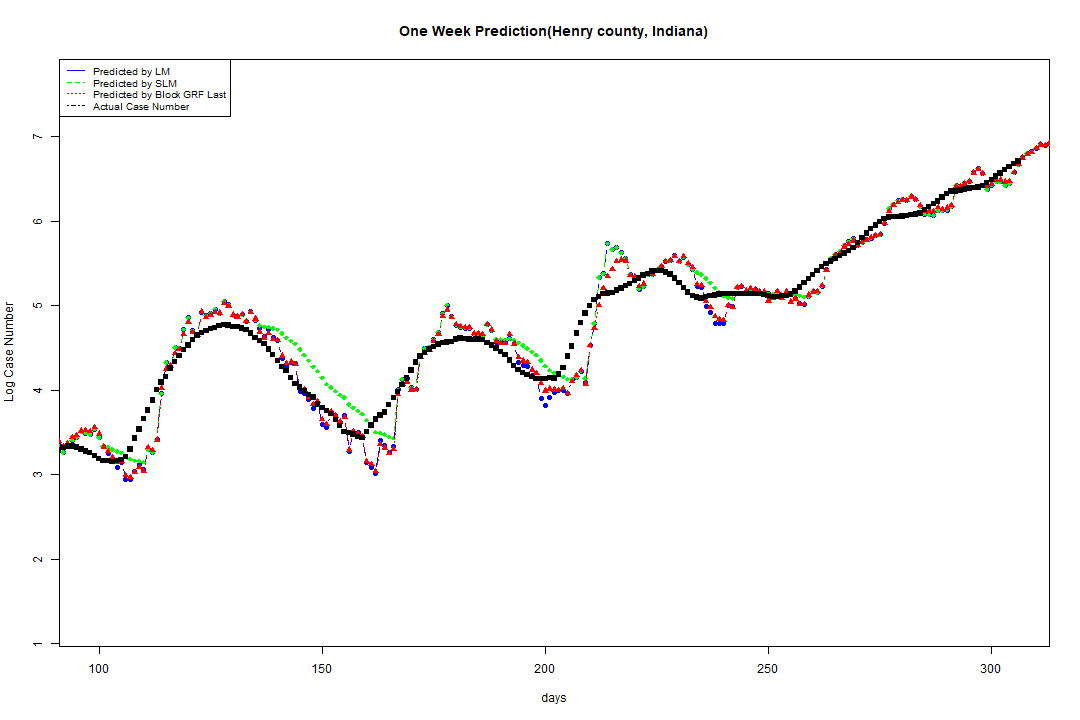 One Week Prediction(Henry county, Indiana)
Predicted by LM
Predicted by SLM
Predicted by Block GRF Last
Actual Case Number
7
6
5
4
3
2
1
Log Case Number
100 150 200 250 300
days